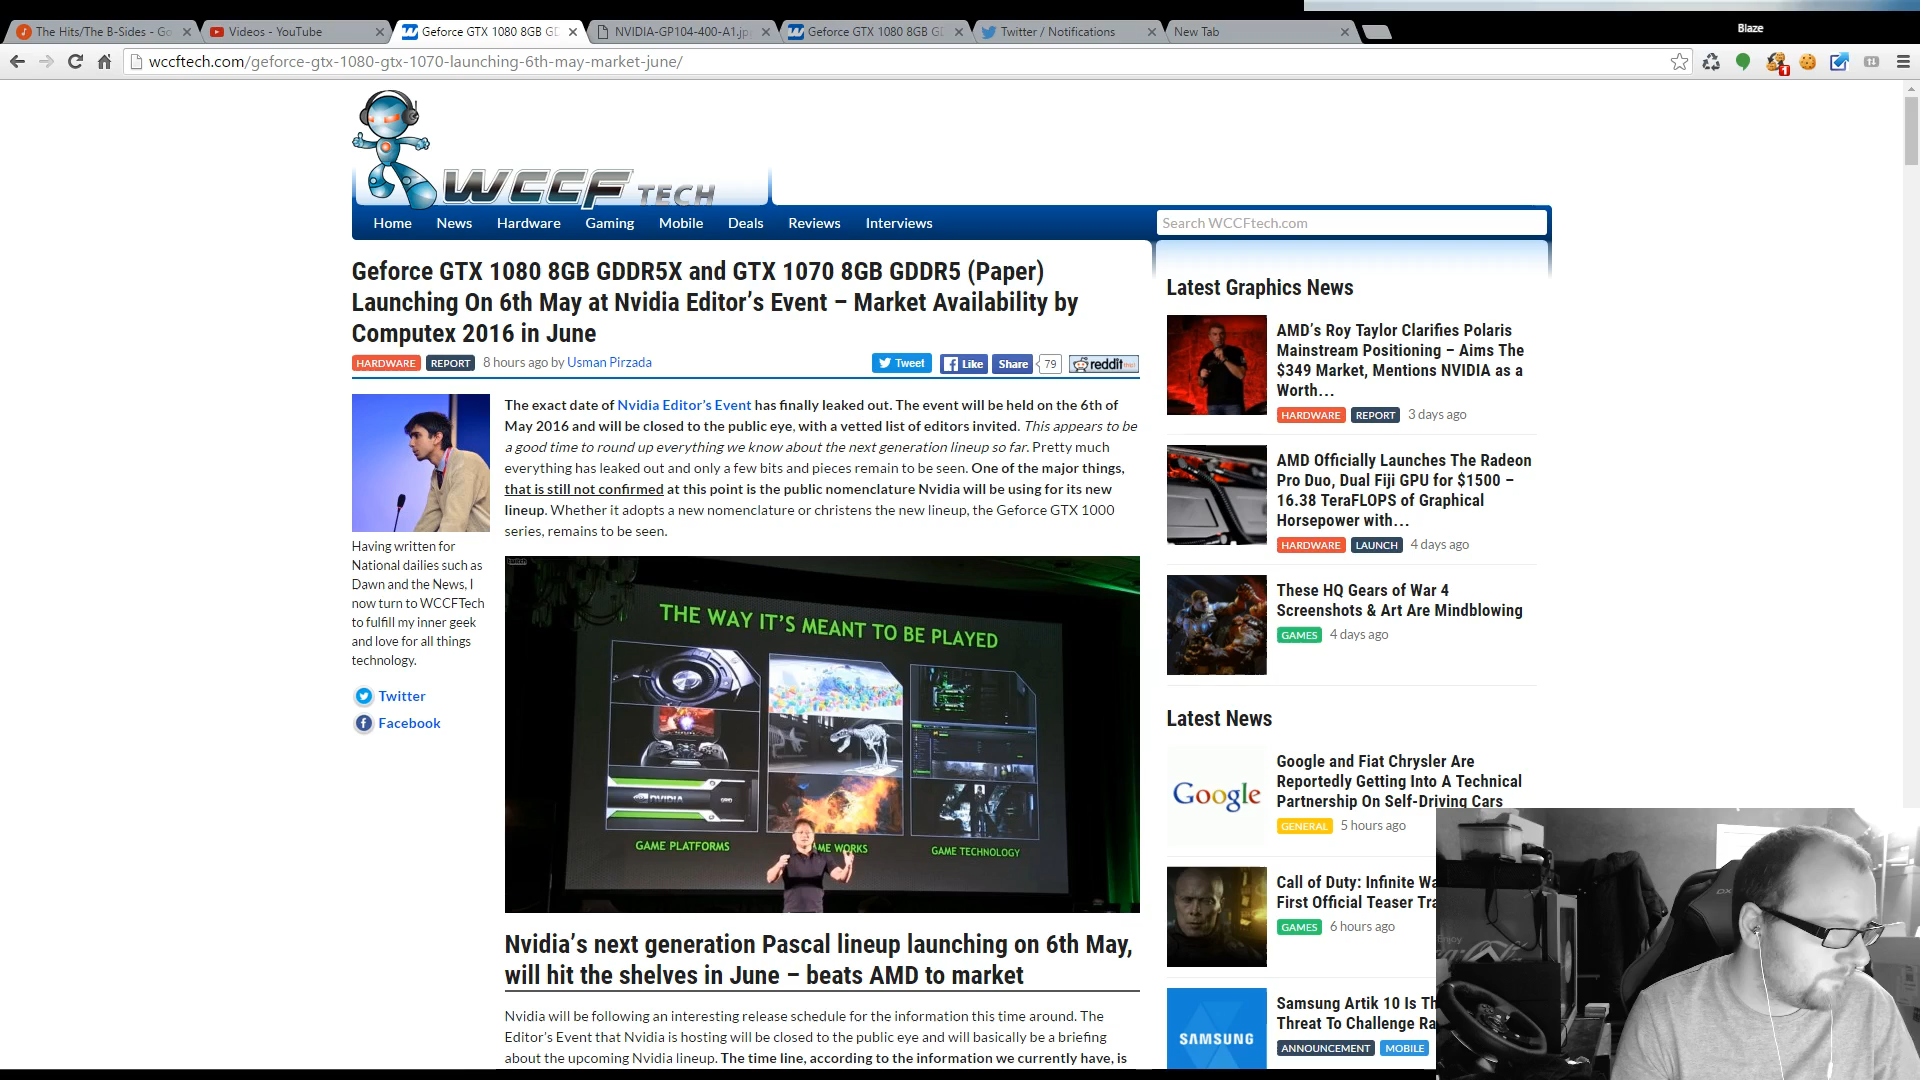 The Hits/The B-Sides - Go
Videos - YouTube
Geforce GTX 1080 8GB GD
NVIDIA-GP104-400-A1.jp
Geforce GTX 1080 8GB G
Twitter / Notifications
New Tab
Blaze
wccftech.com/geforce-gtx-1080-gtx-1070-launching-6th-may-market-june/
1
WCCF TECH
Home
News
Hardware
Gaming
Mobile
Deals
Reviews
Interviews
Search WCCFtech.com
Geforce GTX 1080 8GB GDDR5X and GTX 1070 8GB GDDR5 (Paper)
Launching On 6th May at Nvidia Editor’s Event – Market Availability by
Computex 2016 in June
HARDWARE REPORT 8 hours ago by Usman Pirzada
Tweet
Like
Share
79
reddit
Having written for
National dailies such as
Dawn and the News, I
now turn to WCCFTech
to fulfill my inner geek
and love for all things
technology.
Twitter
Facebook
The exact date of Nvidia Editor’s Event has finally leaked out. The event will be held on the 6th of
May 2016 and will be closed to the public eye, with a vetted list of editors invited. This appears to be
a good time to round up everything we know about the next generation lineup so far. Pretty much
everything has leaked out and only a few bits and pieces remain to be seen. One of the major things,
that is still not confirmed at this point is the public nomenclature Nvidia will be using for its new
lineup. Whether it adopts a new nomenclature or christens the new lineup, the Geforce GTX 1000
series, remains to be seen.
twitch
THE WAY IT’S MEANT TO BE PLAYED
NVIDIA GRID
GAME PLATFORMS
AME WORKS
GAME TECHNOLOGY
Nvidia’s next generation Pascal lineup launching on 6th May,
will hit the shelves in June – beats AMD to market
Nvidia will be following an interesting release schedule for the information this time around. The
Editor’s Event that Nvidia is hosting will be closed to the public eye and will basically be a briefing
about the upcoming Nvidia lineup. The time line, according to the information we currently have, is
Latest Graphics News
AMD’s Roy Taylor Clarifies Polaris
Mainstream Positioning – Aims The
$349 Market, Mentions NVIDIA as a
Worth…
HARDWARE REPORT 3 days ago
AMD Officially Launches The Radeon
Pro Duo, Dual Fiji GPU for $1500 –
16.38 TeraFLOPS of Graphical
Horsepower with…
HARDWARE LAUNCH 4 days ago
These HQ Gears of War 4
Screenshots & Art Are Mindblowing
GAMES 4 days ago
Latest News
Google
Google and Fiat Chrysler Are
Reportedly Getting Into A Technical
Partnership On Self-Driving Cars
GENERAL 5 hours ago
Call of Duty: Infinite Wa
First Official Teaser Tra
GAMES 6 hours ago
SAMSUNG
Samsung Artik 10 Is Th
Threat To Challenge Ra
ANNOUNCEMENT MOBILE